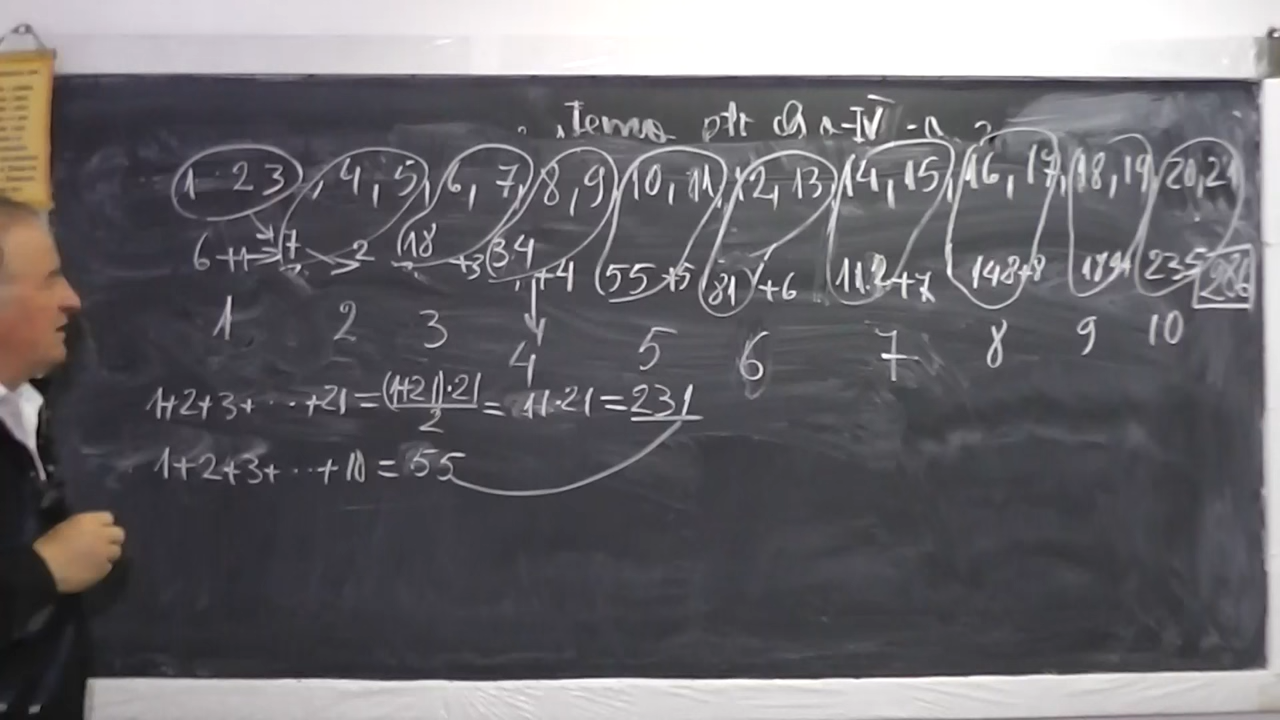 Tema ptr cls a-IV-a
1 2 3, 4, 5, 6, 7, 8, 9, 10, 11, 12, 13, 14, 15, 16, 17, 18, 19, 20, 21
6 + 1 7 2 18 +3 34 +4 55+5 81 +6 112+7 148+8 189+ 235 286
1 2 3 4 5 6 7 8 9 10
1+2+3+ ... +21 = (1+21)·21 / 2 = 11·21 = 231
1+2+3+ ... +10 = 55